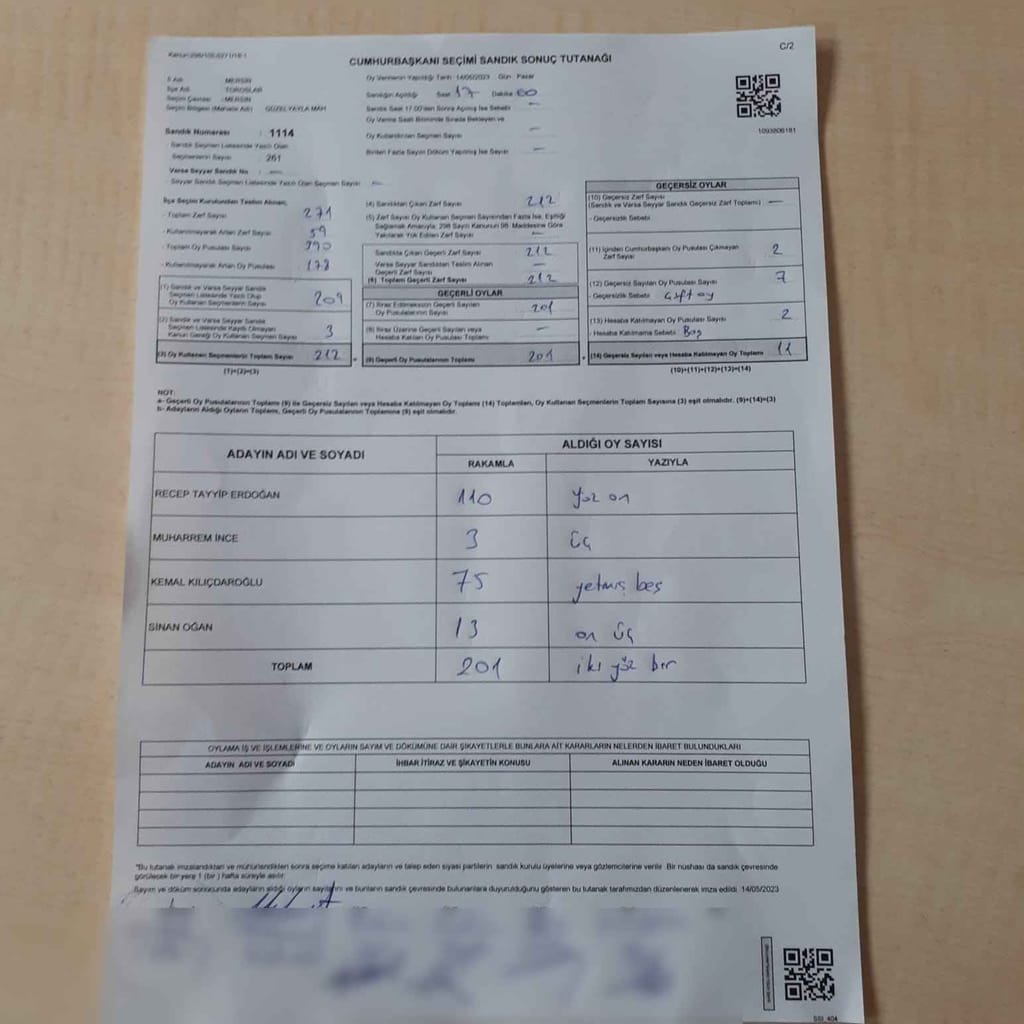 C/2
CUMHURBAŞKANI SEÇİMİ SANDIK SONUÇ TUTANAĞI
İl Adı : MERSİN
İlçe Adı : TOROSLAR
Seçim Çevresi : MERSİN
Seçim Bölgesi (Mahalle Adı) : GÜZELYAYLA MAH
Sandık Numarası : 1114
Sandık Seçmen Listesinde Yazılı Olan
Seçmenlerin Sayısı : 261
Varsa Seyyar Sandık No : —
Seyyar Sandık Seçmen Listesinde Yazılı Olan Seçmen Sayısı : —
Oy Vermenin Yapıldığı Tarih :14/05/2023 Gün : Pazar
Sandığın Açıldığı Saat 17 Dakika 00
Sandık Saat 17.00'den Sonra Açılmış İse Sebebi —
Oy Verme Saati Bitiminde Sırada Bekleyen ve
Oy Kullandırılan Seçmen Sayısı —
Birden Fazla Sayım Döküm Yapılmış İse Sayısı —
1093806181
İlçe Seçim Kurulundan Teslim Alınan;
- Toplam Zarf Sayısı 271
- Kullanılmayarak Artan Zarf Sayısı 59
- Toplam Oy Pusulası Sayısı 390
- Kullanılmayarak Artan Oy Pusulası 178
(1) Sandık ve Varsa Seyyar Sandık
Seçmen Listesinde Yazılı Olup
Oy Kullanan Seçmenlerin Sayısı 209
(2) Sandık ve Varsa Seyyar Sandık
Seçmen Listesinde Kayıtlı Olmayan
Kanun Gereği Oy Kullanan Seçmen Sayısı 3
(3) Oy Kullanan Seçmenlerin Toplam Sayısı 212
(1)+(2)=(3)
(4) Sandıktan Çıkan Zarf Sayısı 212
(5) Zarf Sayısı Oy Kullanan Seçmen Sayısından Fazla İse, Eşitliği
Sağlamak Amacıyla, 298 Sayılı Kanunun 98. Maddesine Göre
Yakılarak Yok Edilen Zarf Sayısı —
Sandıkta Çıkan Geçerli Zarf Sayısı 212
Varsa Seyyar Sandıktan Teslim Alınan
Geçerli Zarf Sayısı —
(6) Toplam Geçerli Zarf Sayısı 212
GEÇERLİ OYLAR
(7) İtiraz Edilmeksizin Geçerli Sayılan
Oy Pusulalarının Sayısı 201
(8) İtiraz Üzerine Geçerli Sayılan veya
Hesaba Katılan Oy Pusulası Sayısı —
(9) Geçerli Oy Pusulalarının Toplamı 201
GEÇERSİZ OYLAR
(10) Geçersiz Zarf Sayısı
(Sandık ve Varsa Seyyar Sandık Geçersiz Zarf Toplamı) —
- Geçersizlik Sebebi
(11) İçinden Cumhurbaşkanı Oy Pusulası Çıkmayan
Zarf Sayısı 2
(12) Geçersiz Sayılan Oy Pusulası Sayısı 7
- Geçersizlik Sebebi Çift oy
(13) Hesaba Katılmayan Oy Pusulası Sayısı 2
- Hesaba Katılmama Sebebi Boş
(14) Geçersiz Sayılan veya Hesaba Katılmayan Oy Toplamı 11
(10)+(11)+(12)+(13)=(14)
NOT:
a- Geçerli Oy Pusulalarının Toplamı (9) ile Geçersiz Sayılan veya Hesaba Katılmayan Oy Toplamı (14) Toplamları, Oy Kullanan Seçmenlerin Toplam Sayısına (3) eşit olmalıdır. (9)+(14)=(3)
b- Adayların Aldığı Oyların Toplamı, Geçerli Oy Pusulalarının Toplamına (9) eşit olmalıdır.
ADAYIN ADI VE SOYADI
ALDIĞI OY SAYISI
RAKAMLA YAZIYLA
RECEP TAYYİP ERDOĞAN 110 yüz on
MUHARREM İNCE 3 üç
KEMAL KILIÇDAROĞLU 75 yetmiş beş
SİNAN OĞAN 13 on üç
TOPLAM 201 iki yüz bir
OYLAMA İŞ VE İŞLEMLERİNE VE OYLARIN SAYIM VE DÖKÜMÜNE DAİR ŞİKAYETLERLE BUNLARA AİT KARARLARIN NELERDEN İBARET BULUNDUKLARI
ADAYIN ADI VE SOYADI İHBAR İTİRAZ VE ŞİKAYETİN KONUSU ALINAN KARARIN NEDEN İBARET OLDUĞU
*Bu tutanak imzalandıktan ve mühürlendikten sonra seçime katılan adayların ve talep eden siyasi partilerin sandık kurulu üyelerine veya gözlemcilerine verilir. Bir nüshası da sandık çevresinde
görülecek bir yere 1 (bir) hafta süreyle asılır.
Sayım ve döküm sonucunda adayların aldığı oyların sayılarını ve bunların sandık çevresinde bulunanlara duyurulduğunu gösteren bu tutanak tarafımızdan düzenlenerek imza edildi. 14/05/2023